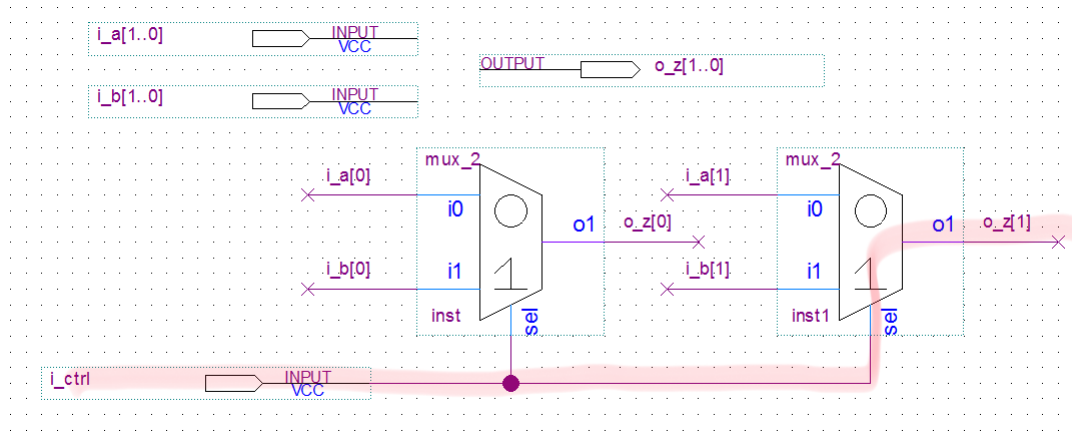 i_a[1..0] INPUT
VCC
OUTPUT o_z[1..0]
i_b[1..0] INPUT
VCC
mux_2 mux_2
i_a[0] i_a[1]
i0 i0
o1 o_z[0] o1 o_z[1]
i_b[0] i1 i_b[1] i1
inst sel inst1 sel
i_ctrl INPUT
VCC